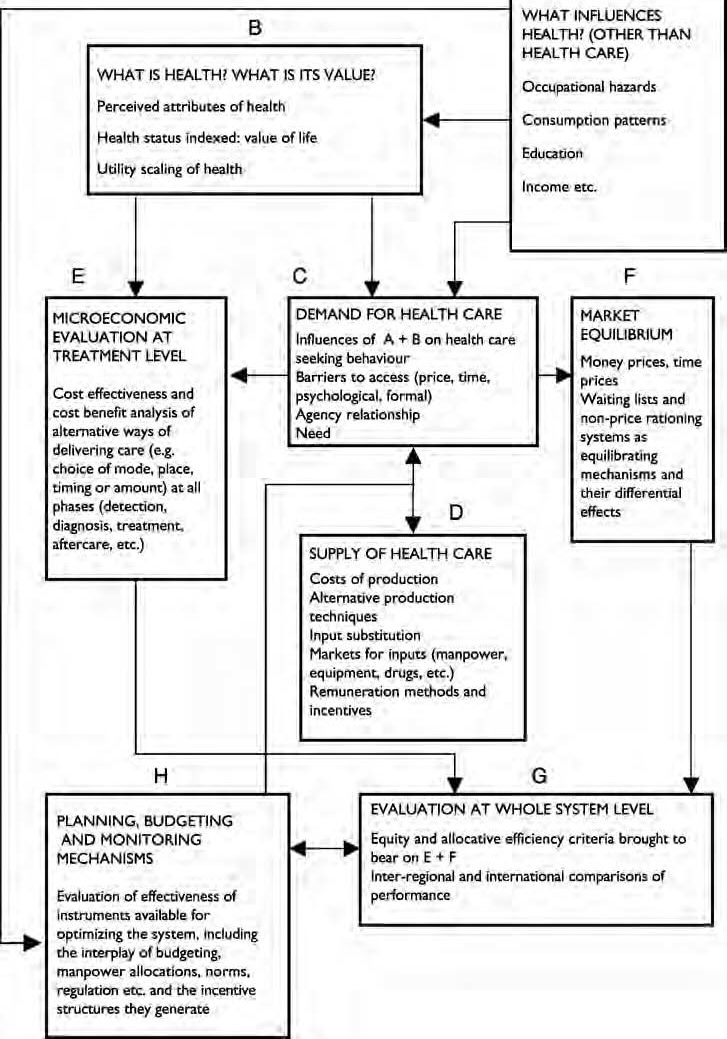 B
WHAT IS HEALTH? WHAT IS ITS VALUE?
Perceived attributes of health
Health status indexed: value of life
Utility scaling of health
WHAT INFLUENCES
HEALTH? (OTHER THAN
HEALTH CARE)
Occupational hazards
Consumption patterns
Education
Income etc.
E
MICROECONOMIC
EVALUATION AT
TREATMENT LEVEL
Cost effectiveness and
cost benefit analysis of
alternative ways of
delivering care (e.g.
choice of mode, place,
timing or amount) at all
phases (detection,
diagnosis, treatment,
aftercare, etc.)
C
DEMAND FOR HEALTH CARE
Influences of A + B on health care
seeking behaviour
Barriers to access (price, time,
psychological, formal)
Agency relationship
Need
F
MARKET
EQUILIBRIUM
Money prices, time
prices
Waiting lists and
non-price rationing
systems as
equilibrating
mechanisms and
their differential
effects
D
SUPPLY OF HEALTH CARE
Costs of production
Alternative production
techniques
Input substitution
Markets for inputs (manpower,
equipment, drugs, etc.)
Remuneration methods and
incentives
H
PLANNING, BUDGETING
AND MONITORING
MECHANISMS
Evaluation of effectiveness of
instruments available for
optimizing the system, including
the interplay of budgeting,
manpower allocations, norms,
regulation etc. and the incentive
structures they generate
G
EVALUATION AT WHOLE SYSTEM LEVEL
Equity and allocative efficiency criteria brought to
bear on E + F
Inter-regional and international comparisons of
performance